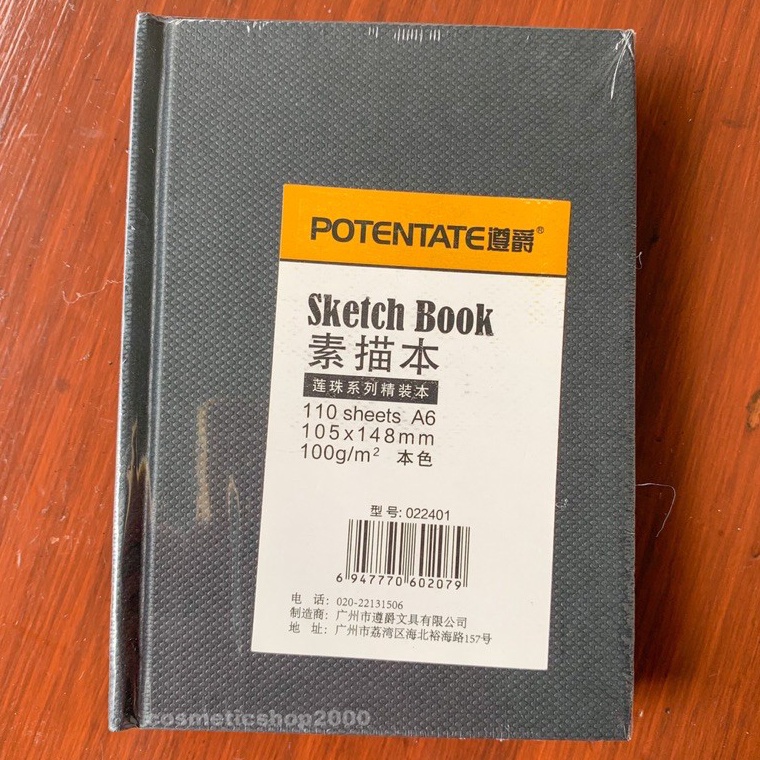 POTENTATE遵爵®
Sketch Book
素描本
莲珠系列精装本
110 sheets A6
105x148mm
100g/m² 本色
型号:022401
6 947770 602079
电 话: 020-22131506
制造商: 广州市遵爵文具有限公司
地 址: 广州市荔湾区海北裕海路157号
cosmeticshop2000